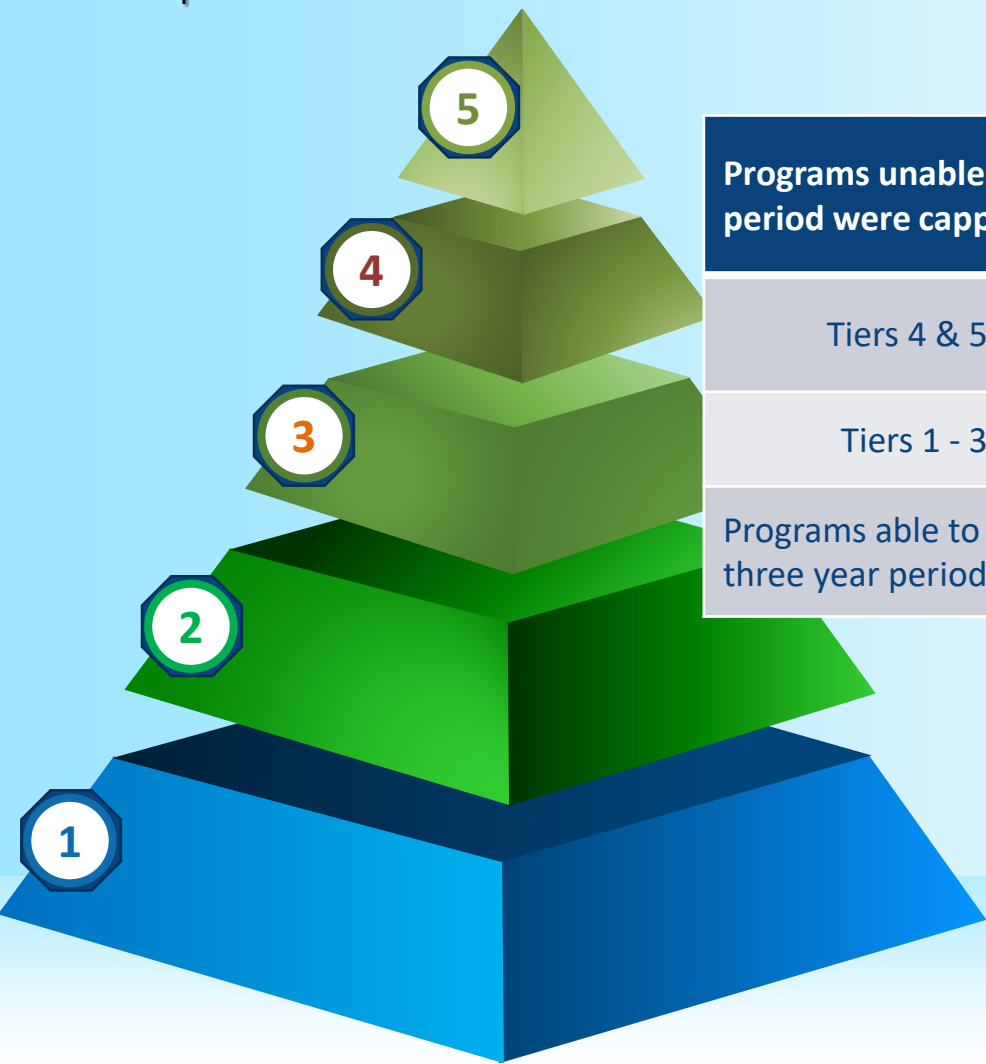 5
4
3
2
1
Programs unable
period were capp
Tiers 4 & 5
Tiers 1 - 3
Programs able to
three year period